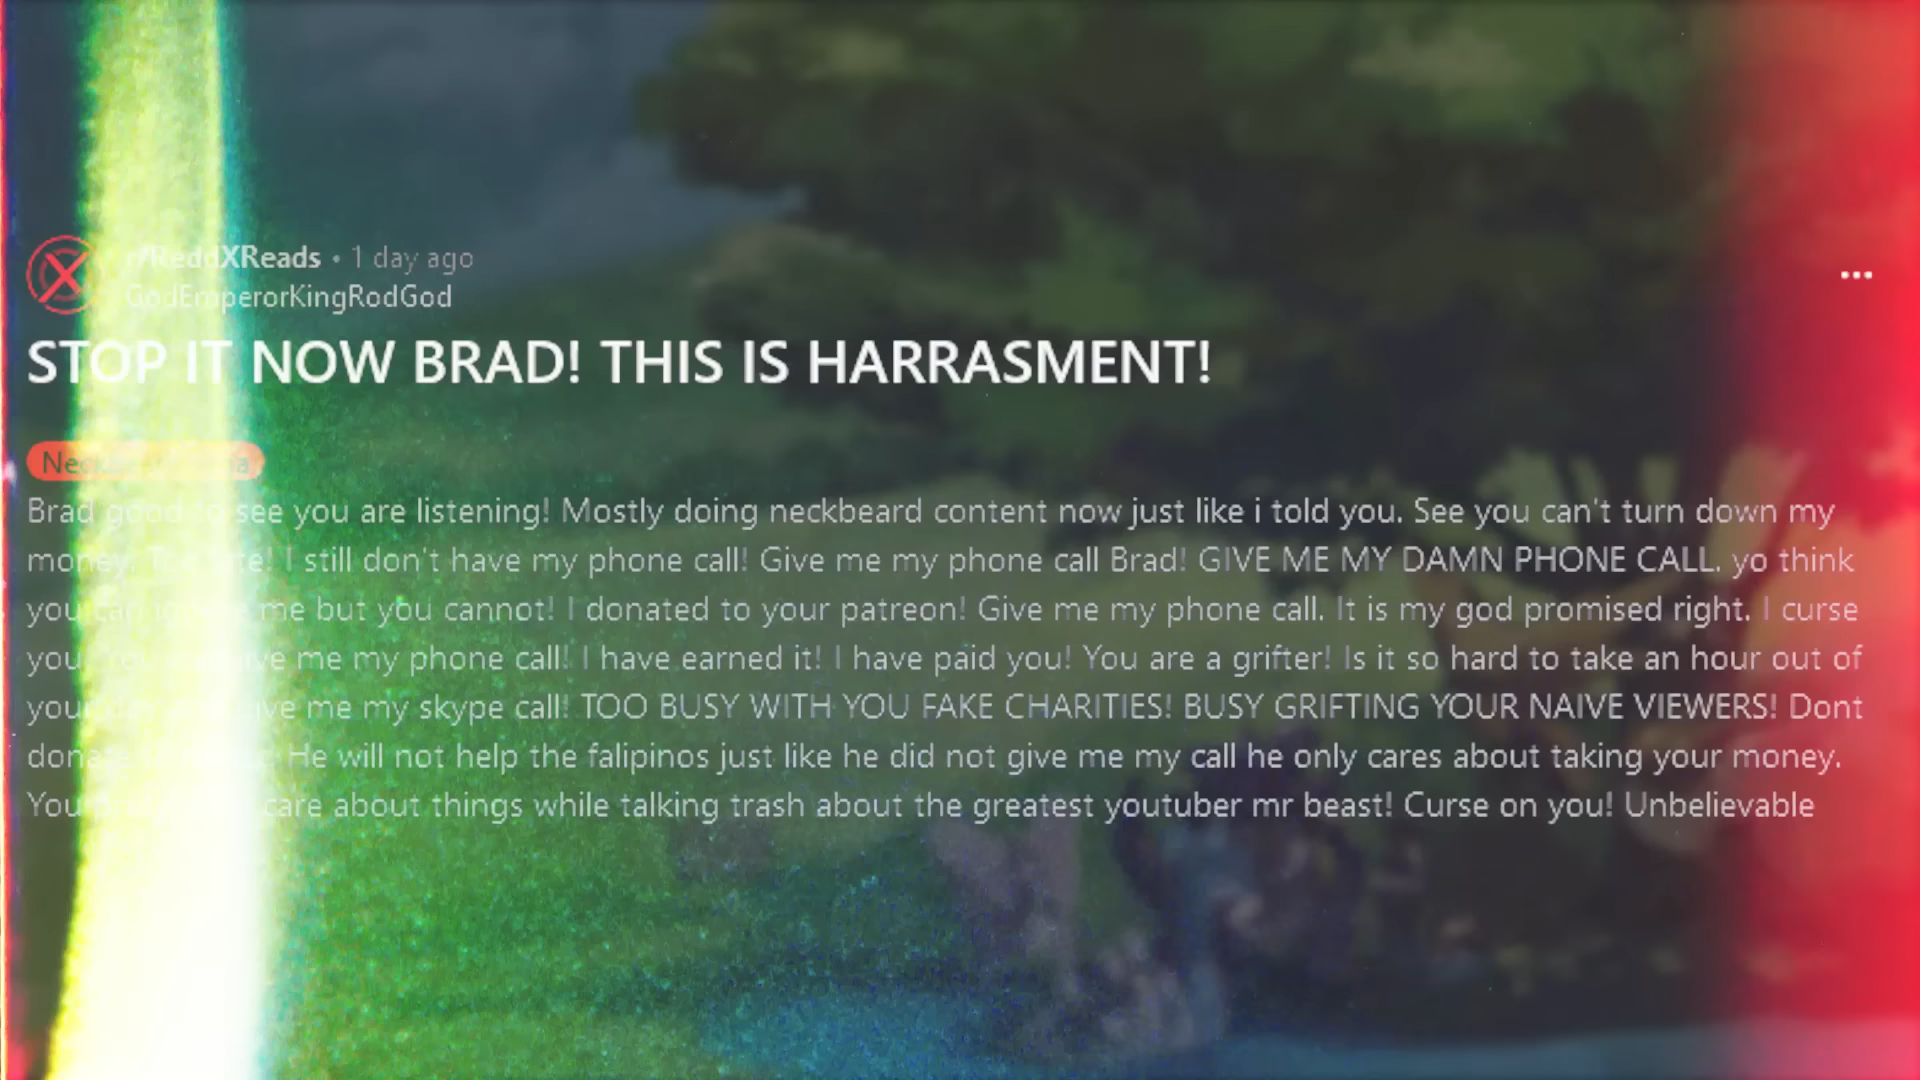 r/ReddXReads • 1 day ago
GodEmperorKingRodGod
STOP IT NOW BRAD! THIS IS HARRASMENT!
Brad good to see you are listening! Mostly doing neckbeard content now just like i told you. See you can't turn down my
money. I still don't have my phone call! Give me my phone call Brad! GIVE ME MY DAMN PHONE CALL. yo think
you can me but you cannot! I donated to your patreon! Give me my phone call. It is my god promised right. I curse
you. me my phone call! I have earned it! I have paid you! You are a grifter! Is it so hard to take an hour out of
me my skype call! TOO BUSY WITH YOU FAKE CHARITIES! BUSY GRIFTING YOUR NAIVE VIEWERS! Dont
donate He will not help the falipinos just like he did not give me my call he only cares about taking your money.
You care about things while talking trash about the greatest youtuber mr beast! Curse on you! Unbelievable